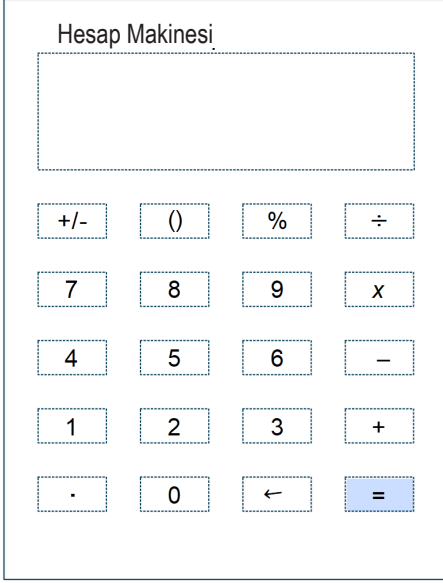 Hesap Makinesi
+/- () % ÷
7 8 9 x
4 5 6 –
1 2 3 +
. 0 ← =